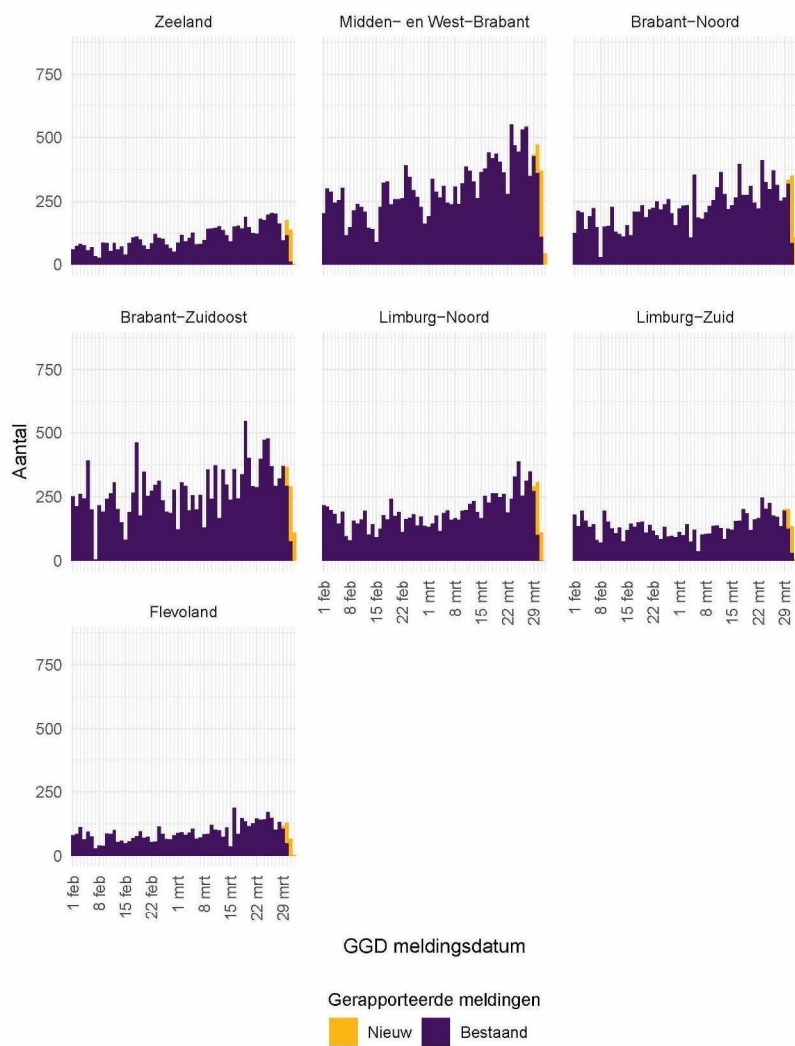 Zeeland
Midden- en West-Brabant
Brabant-Noord
750
500
250
0
Brabant-Zuidoost
Limburg-Noord
Limburg-Zuid
Aantal
750
500
250
0
1 feb
8 feb
15 feb
22 feb
1 mrt
8 mrt
15 mrt
22 mrt
29 mrt
1 feb
8 feb
15 feb
22 feb
1 mrt
8 mrt
15 mrt
22 mrt
29 mrt
Flevoland
750
500
250
0
1 feb
8 feb
15 feb
22 feb
1 mrt
8 mrt
15 mrt
22 mrt
29 mrt
GGD meldingsdatum
Gerapporteerde meldingen
Nieuw
Bestaand